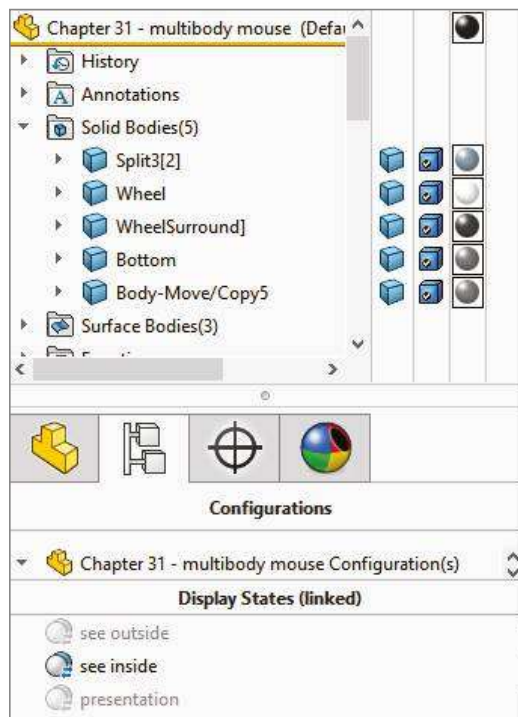 Chapter 31 - multibody mouse (Defau
History
A Annotations
Solid Bodies(5)
Split3[2]
Wheel
WheelSurround]
Bottom
Body-Move/Copy5
Surface Bodies(3)
Configurations
Chapter 31 - multibody mouse Configuration(s)
Display States (linked)
see outside
see inside
presentation